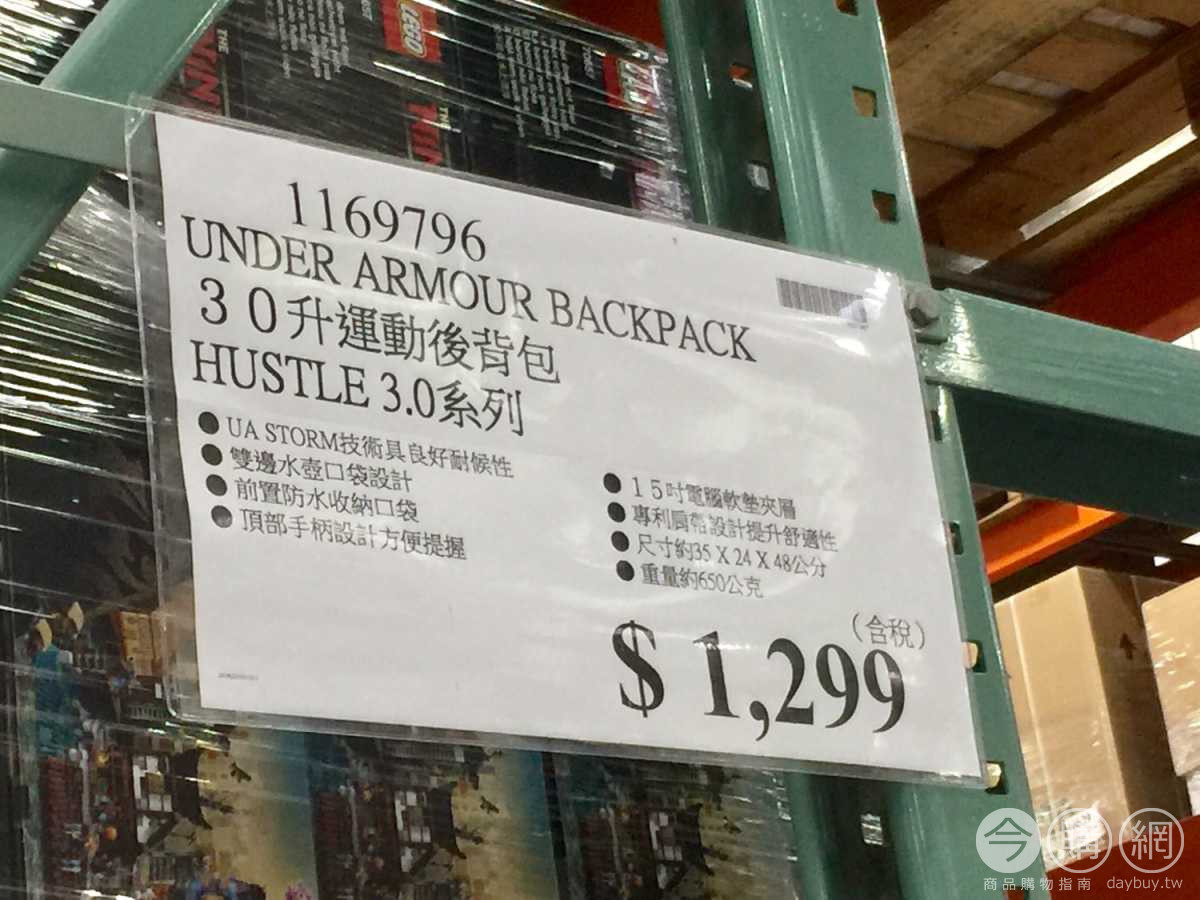 LEGO
LEGO
THE
THE
1169796
UNDER ARMOUR BACKPACK
30升運動後背包
HUSTLE 3.0系列
●UA STORM技術具良好耐候性
●雙邊水壺口袋設計
●前置防水收納口袋
●頂部手柄設計方便提握
●15吋電腦軟墊夾層
●專利肩帶設計提升舒適性
●尺寸約35 X 24 X 48公分
●重量約650公克
(含稅)
$ 1,299
今購網
商品購物指南 daybuy.tw